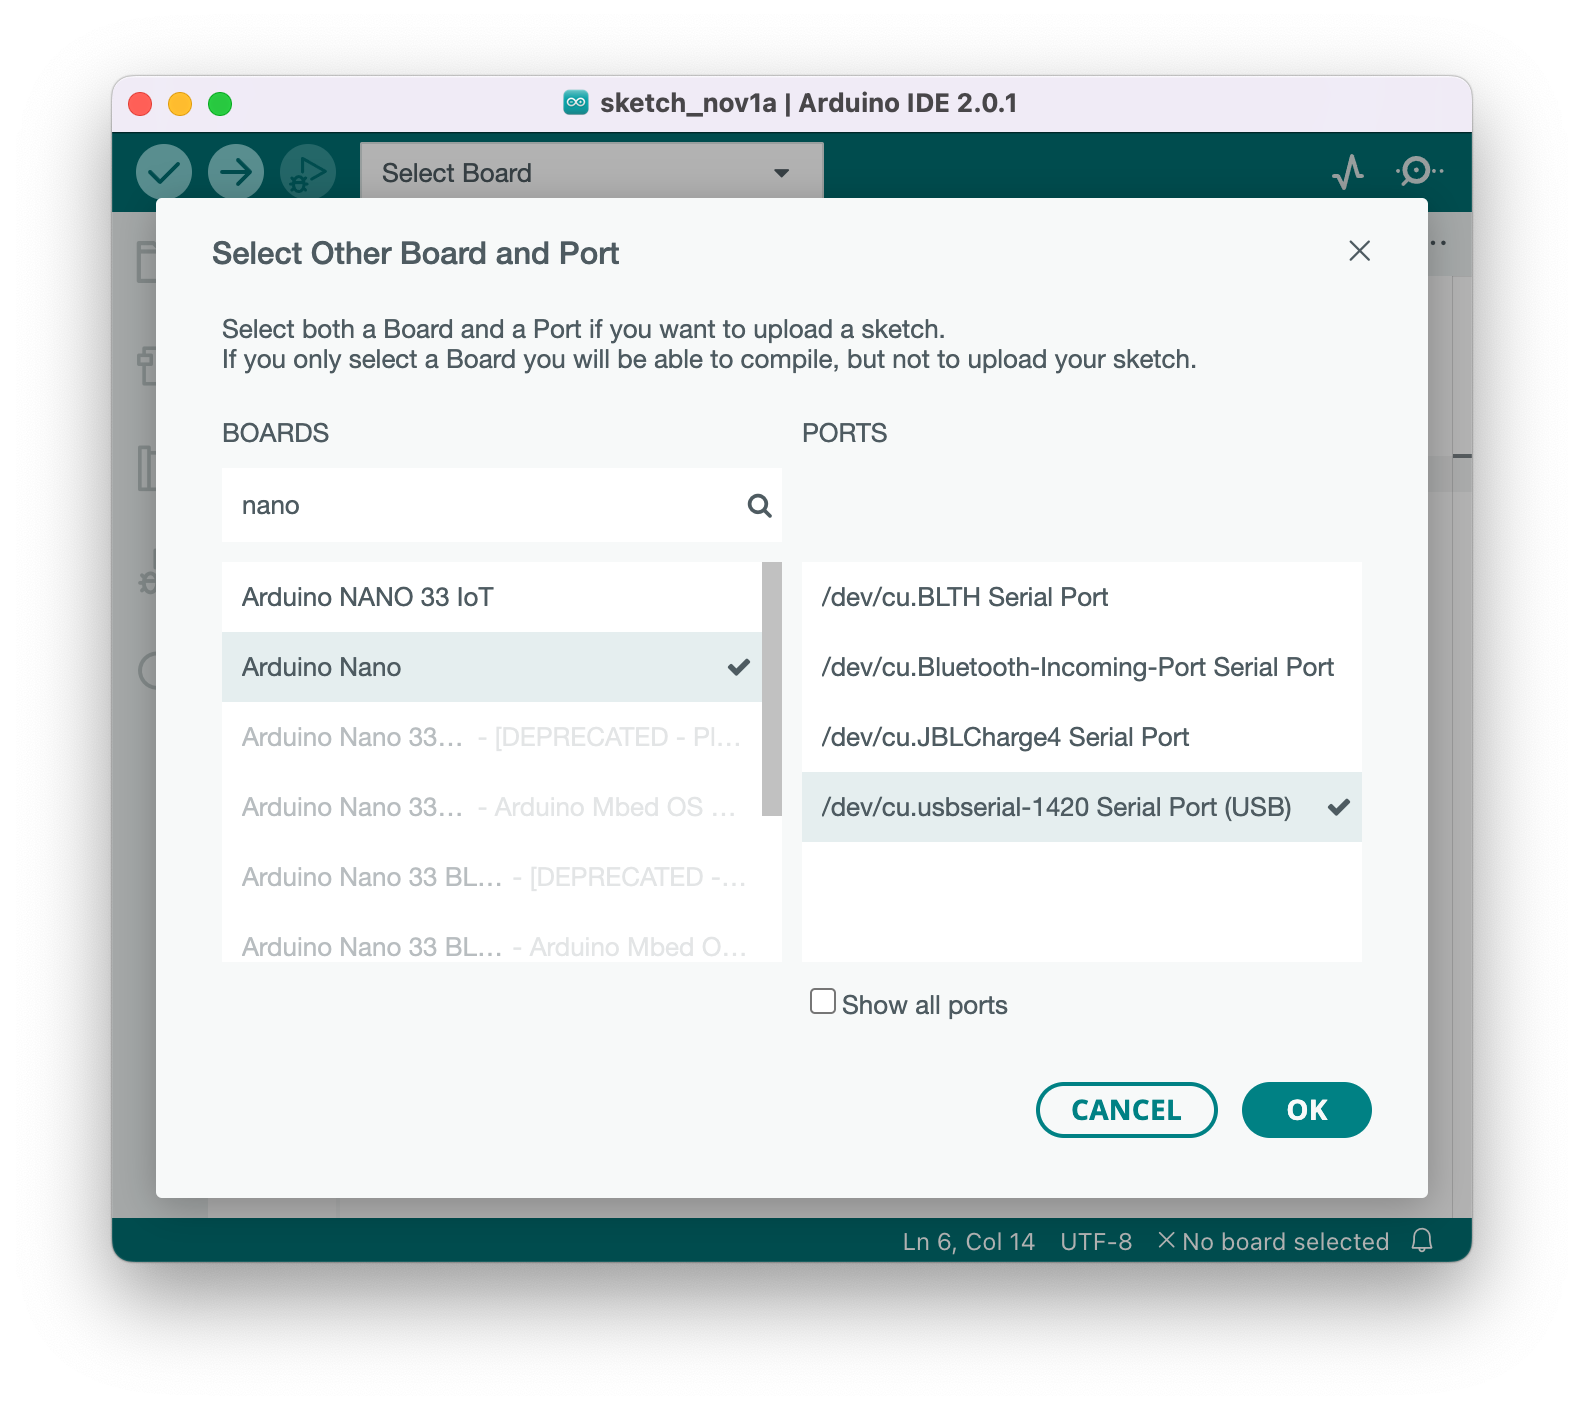 sketch_nov1a | Arduino IDE 2.0.1
Select Board
Select Other Board and Port
Select both a Board and a Port if you want to upload a sketch.
If you only select a Board you will be able to compile, but not to upload your sketch.
BOARDS
nano
Arduino NANO 33 IoT
Arduino Nano
Arduino Nano 33... - [DEPRECATED - Pl...
Arduino Nano 33... - Arduino Mbed OS ...
Arduino Nano 33 BL... - [DEPRECATED -...
Arduino Nano 33 BL... - Arduino Mbed O...
PORTS
/dev/cu.BLTH Serial Port
/dev/cu.Bluetooth-Incoming-Port Serial Port
/dev/cu.JBLCharge4 Serial Port
/dev/cu.usbserial-1420 Serial Port (USB)
Show all ports
CANCEL
OK
Ln 6, Col 14 UTF-8 No board selected